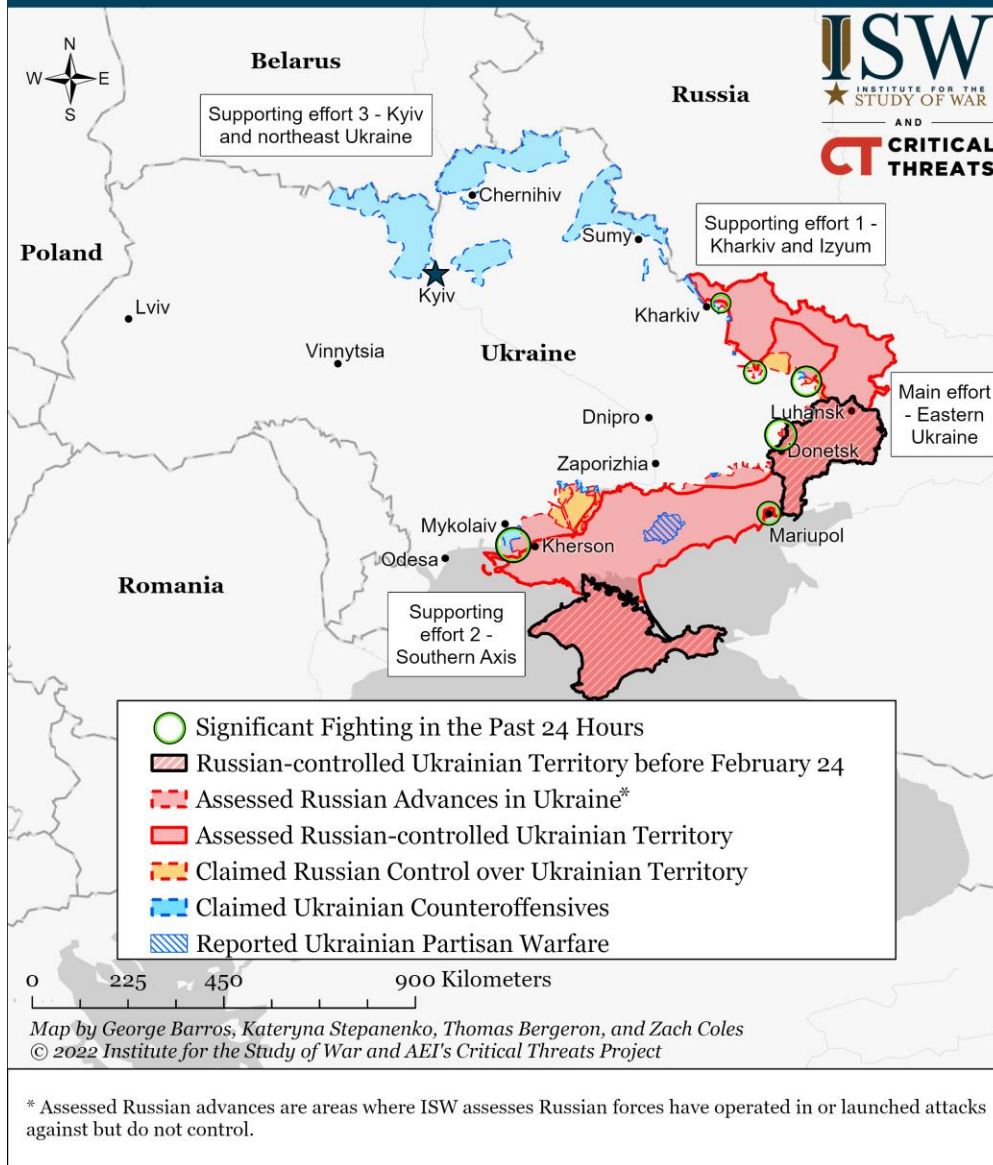 N
W E
S
Belarus
Russia
ISW
INSTITUTE FOR THE
STUDY OF WAR
AND
CT CRITICAL
THREATS
Supporting effort 3 - Kyiv
and northeast Ukraine
Chernihiv
Sumy
Supporting effort 1 -
Kharkiv and Izyum
Poland
Kyiv
Lviv
Kharkiv
Vinnytsia
Ukraine
Main effort
- Eastern
Ukraine
Dnipro
Luhansk
Donetsk
Zaporizhia
Mykolaiv
Kherson
Mariupol
Odesa
Romania
Supporting
effort 2 -
Southern Axis
Significant Fighting in the Past 24 Hours
Russian-controlled Ukrainian Territory before February 24
Assessed Russian Advances in Ukraine*
Assessed Russian-controlled Ukrainian Territory
Claimed Russian Control over Ukrainian Territory
Claimed Ukrainian Counteroffensives
Reported Ukrainian Partisan Warfare
0 225 450 900 Kilometers
Map by George Barros, Kateryna Stepanenko, Thomas Bergeron, and Zach Coles
© 2022 Institute for the Study of War and AEI's Critical Threats Project
* Assessed Russian advances are areas where ISW assesses Russian forces have operated in or launched attacks
against but do not control.